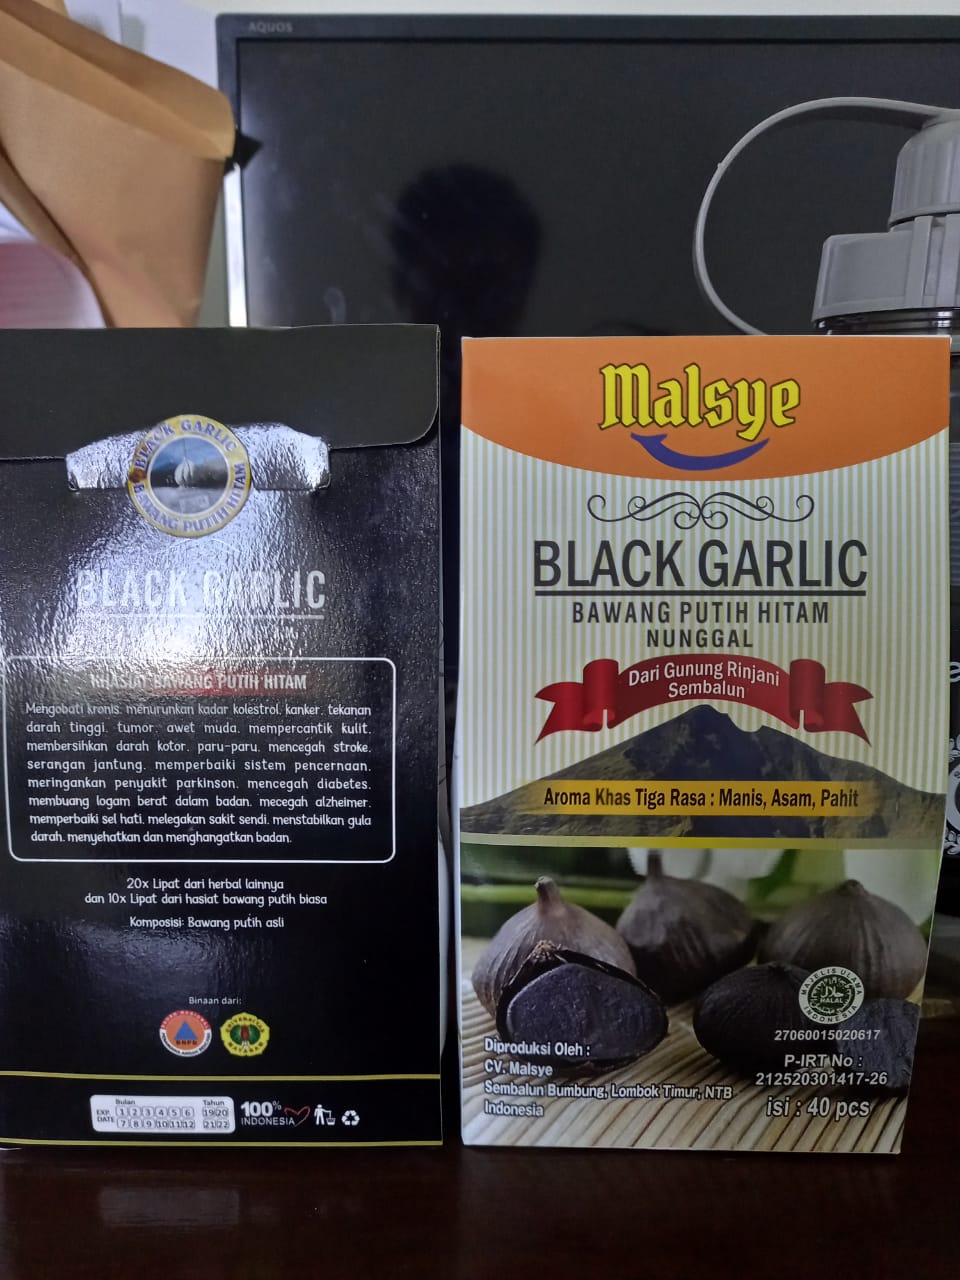 AQUOS
BLACK GARLIC
BAWANG PUTIH HITAM
BLACK GARLIC
KHASIAT BAWANG PUTIH HITAM
Mengobati kronis, menurunkan kadar kolestrol, kanker, tekanan
darah tinggi, tumor, awet muda, mempercantik kulit,
membersihkan darah kotor, paru-paru, mencegah stroke,
serangan jantung, memperbaiki sistem pencernaan,
meringankan penyakit parkinson, mencegah diabetes,
membuang logam berat dalam badan, mecegah alzheimer,
memperbaiki sel hati, melegakan sakit sendi, menstabilkan gula
darah, menyehatkan dan menghangatkan badan.
20x Lipat dari herbal lainnya
dan 10x Lipat dari hasiat bawang putih biasa
Komposisi: Bawang putih asli
Binaan dari:
BNPB
UNIVERSITAS
MATARAM
Bulan Tahun
EXP. 1 2 3 4 5 6 19 20
DATE 7 8 9 10 11 12 21 22
100%
INDONESIA
Malsye
BLACK GARLIC
BAWANG PUTIH HITAM
NUNGGAL
Dari Gunung Rinjani
Sembalun
Aroma Khas Tiga Rasa : Manis, Asam, Pahit
MAJELIS ULAMA
HALAL
INDONESIA
27060015020617
Diproduksi Oleh :
CV. Malsye
Sembalun Bumbung, Lombok Timur, NTB
Indonesia
P-IRT No :
212520301417-26
isi : 40 pcs